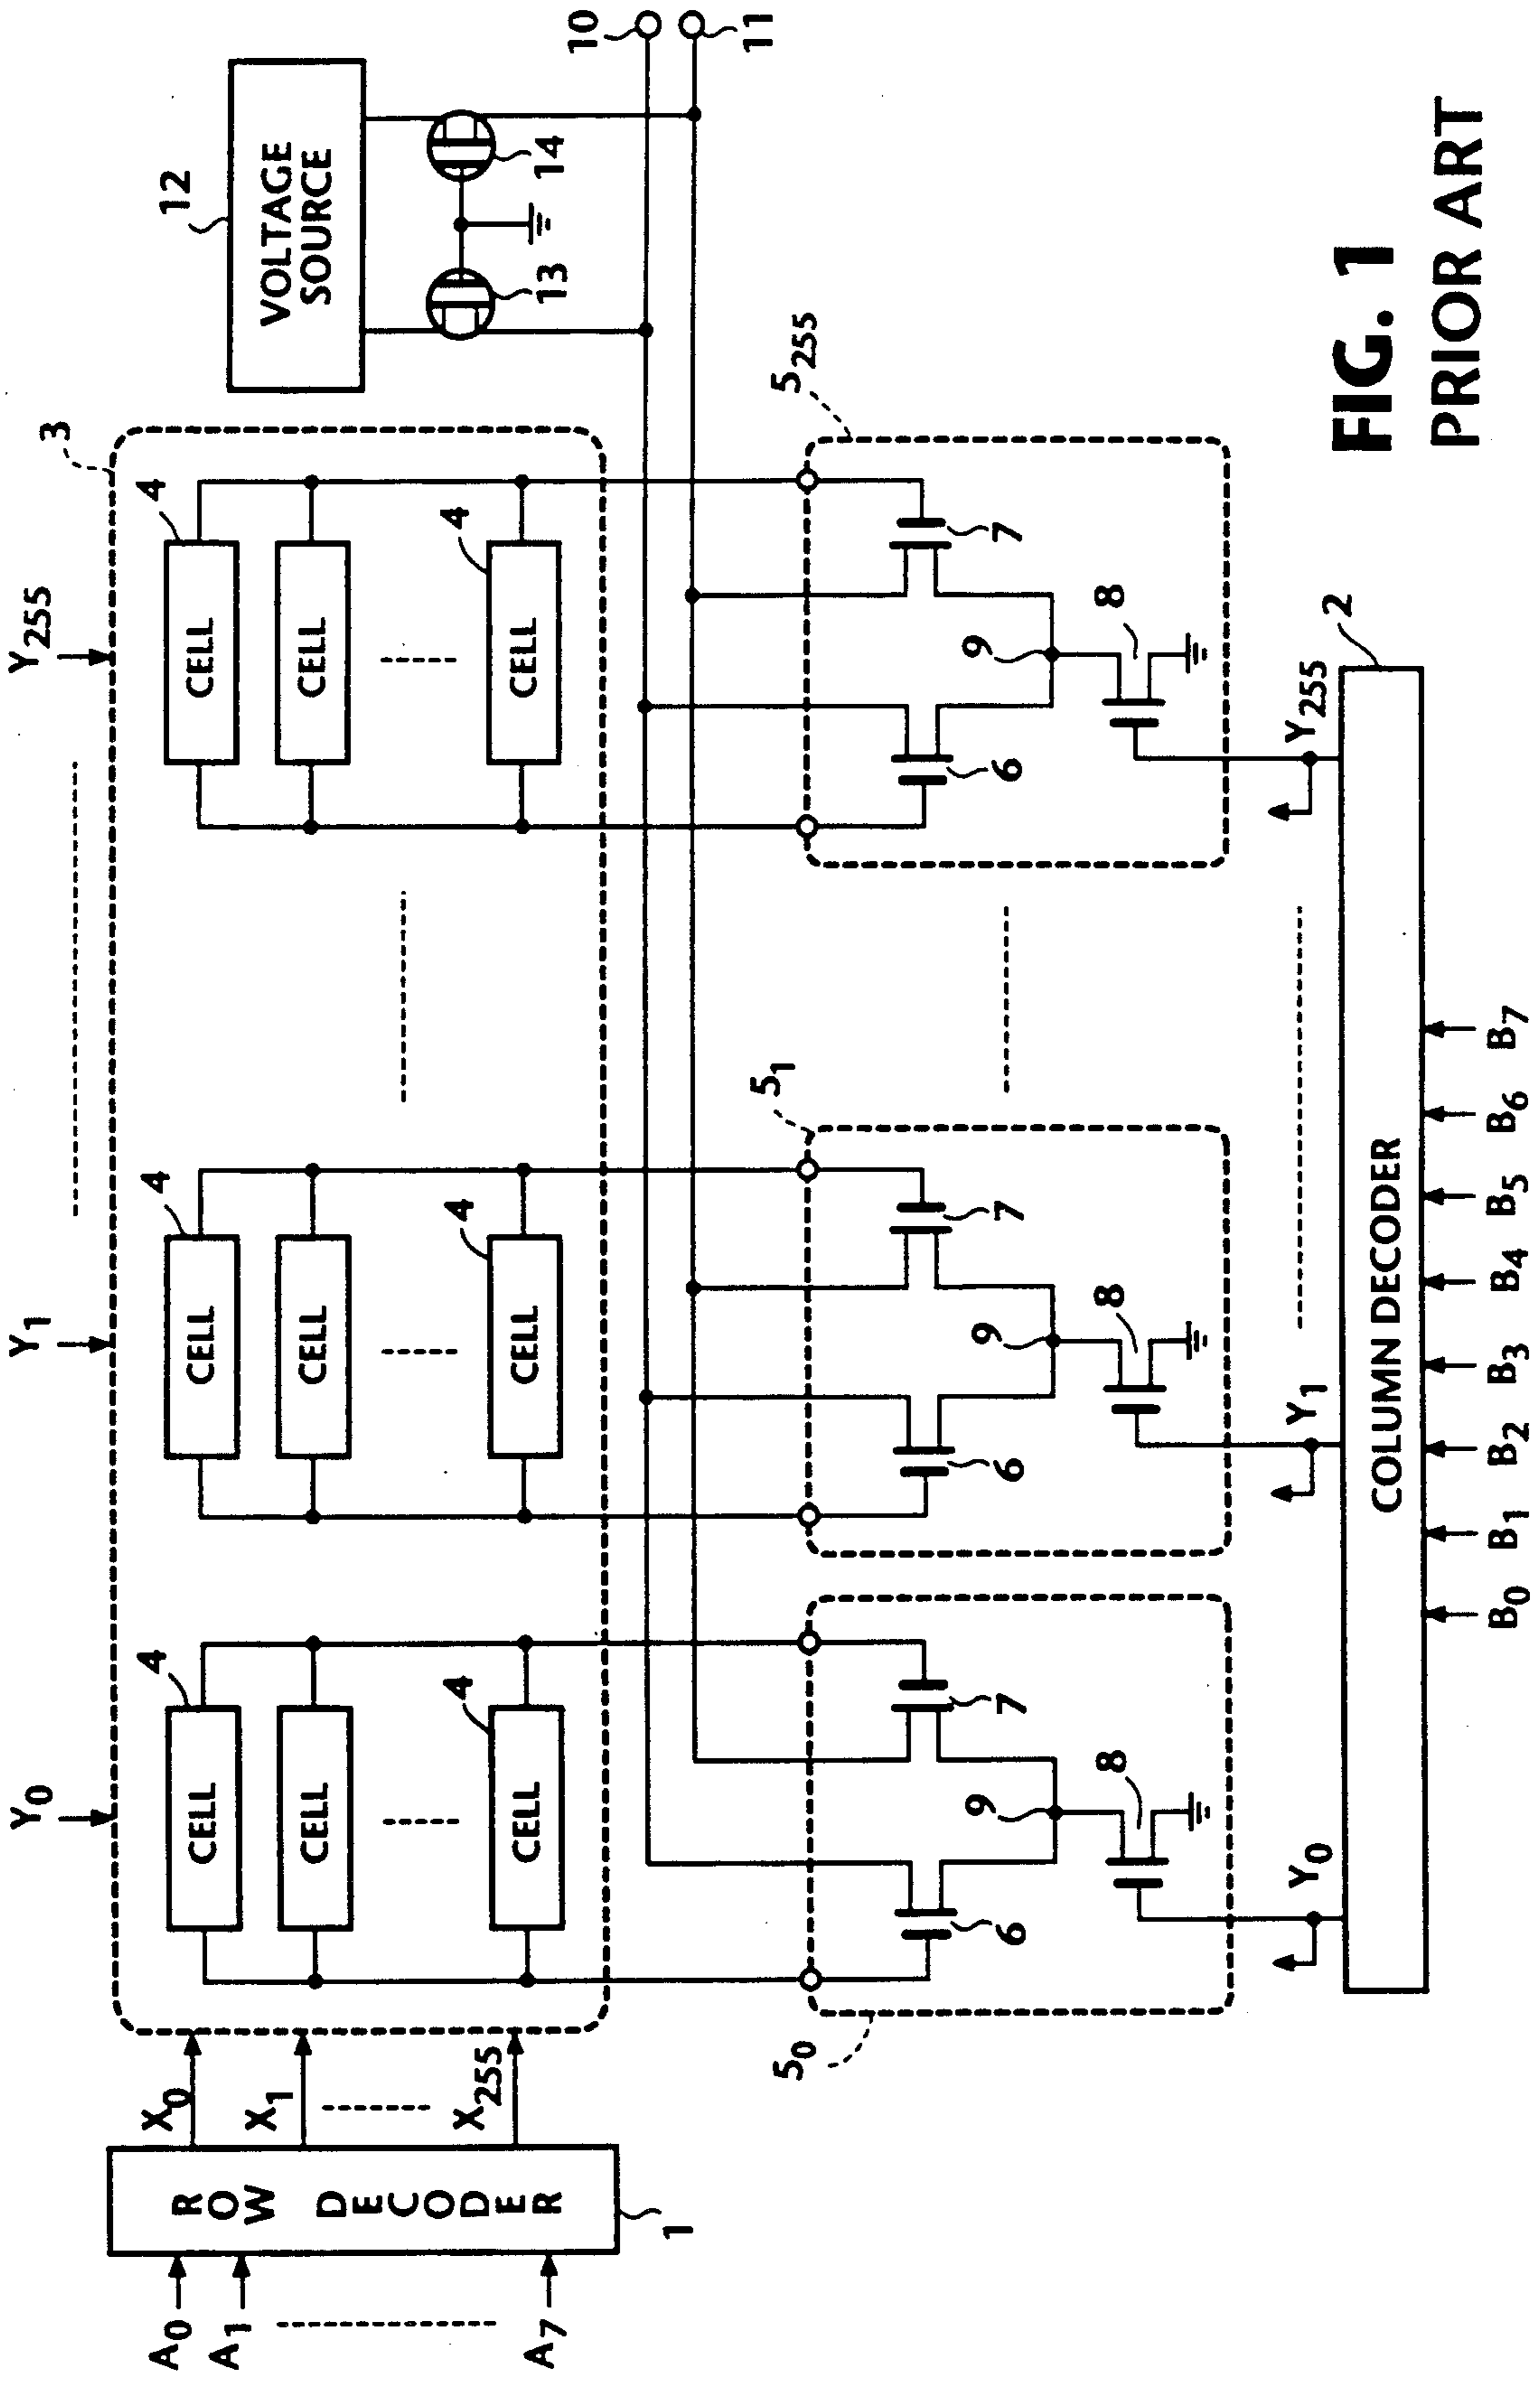 Y0
Y1
Y255
3
12
VOLTAGE
SOURCE
13
14
10
11
A0
A1
A7
ROW DECODER
1
X0
X1
X255
4
CELL
CELL
4
CELL
4
CELL
CELL
4
CELL
4
CELL
CELL
4
CELL
50
6
7
9
8
51
6
7
9
8
5255
6
7
9
8
Y0
Y1
Y255
COLUMN DECODER
2
B0 B1 B2 B3 B4 B5 B6 B7
FIG. 1
PRIOR ART